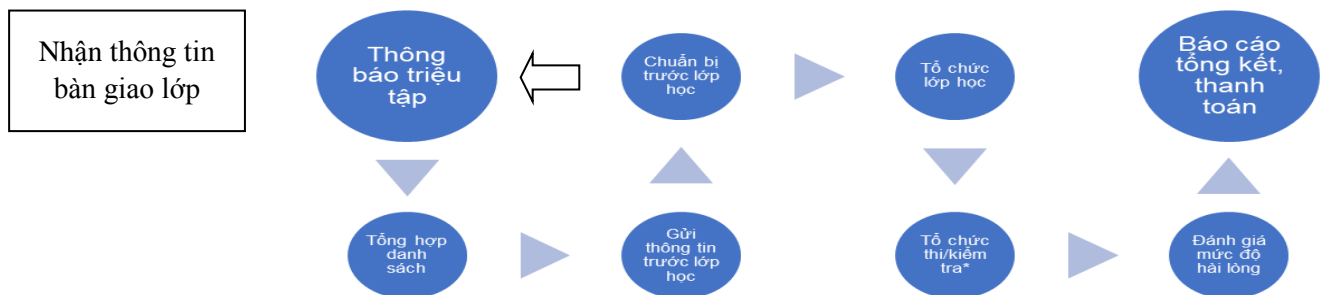 Nhận thông tin
bàn giao lớp
Thông
báo triệu
tập
Tổng hợp
danh
sách
Gửi
thông tin
trước lớp
học
Chuẩn bị
trước lớp
học
Tổ chức
lớp học
Tổ chức
thi/kiểm
tra*
Đánh giá
mức độ
hài lòng
Báo cáo
tổng kết,
thanh
toán